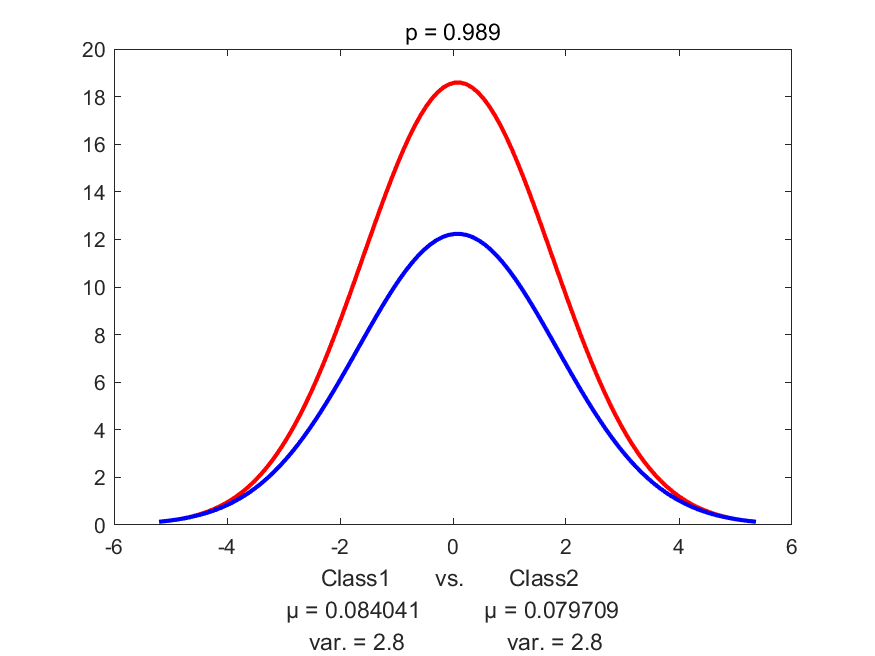 p = 0.989
20
18
16
14
12
10
8
6
4
2
0
-6 -4 -2 0 2 4 6
Class1 vs. Class2
μ = 0.084041 μ = 0.079709
var. = 2.8 var. = 2.8